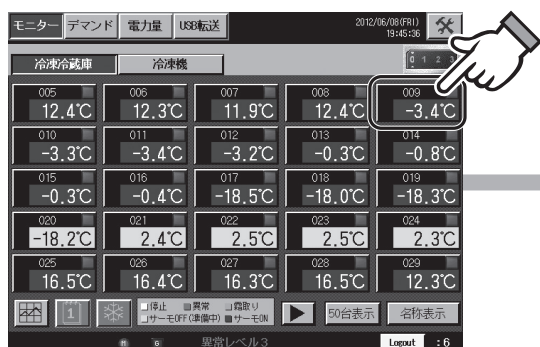 モニター デマンド 電力量 USB転送 2012/06/08(FRI)
19:45:36
冷凍冷蔵庫 冷凍機 0 1 2 3
005 006 007 008 009
12.4℃ 12.3℃ 11.9℃ 12.4℃ -3.4℃
010 011 012 013 014
-3.3℃ -3.4℃ -3.2℃ -0.3℃ -0.8℃
015 016 017 018 019
-0.3℃ -0.4℃ -18.5℃ -18.0℃ -18.3℃
020 021 022 023 024
-18.2℃ 2.4℃ 2.5℃ 2.5℃ 2.3℃
025 026 027 028 029
16.5℃ 16.4℃ 16.3℃ 16.5℃ 12.3℃
1 □停止 ■異常 □霜取り
□サーモOFF(準備中) ■サーモON 50台表示 名称表示
異常レベル3 Logout :6